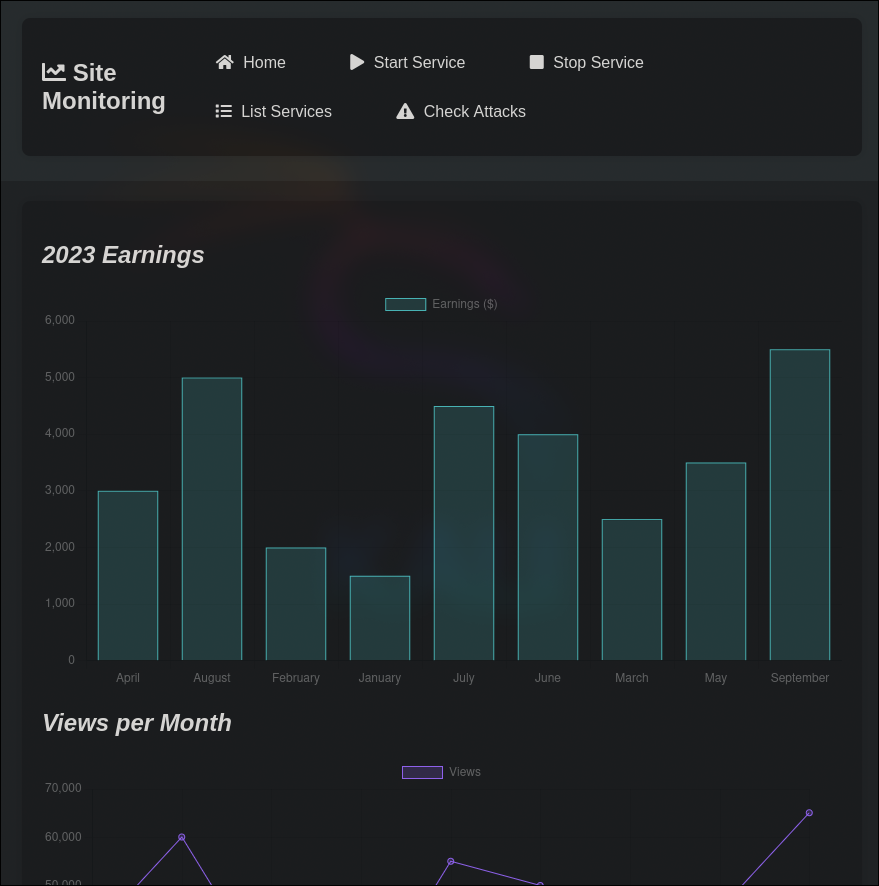 Site
Monitoring
Home
Start Service
Stop Service
List Services
Check Attacks
2023 Earnings
Earnings ($)
6,000
5,000
4,000
3,000
2,000
1,000
0
April August February January July June March May September
Views per Month
Views
70,000
60,000
50,000